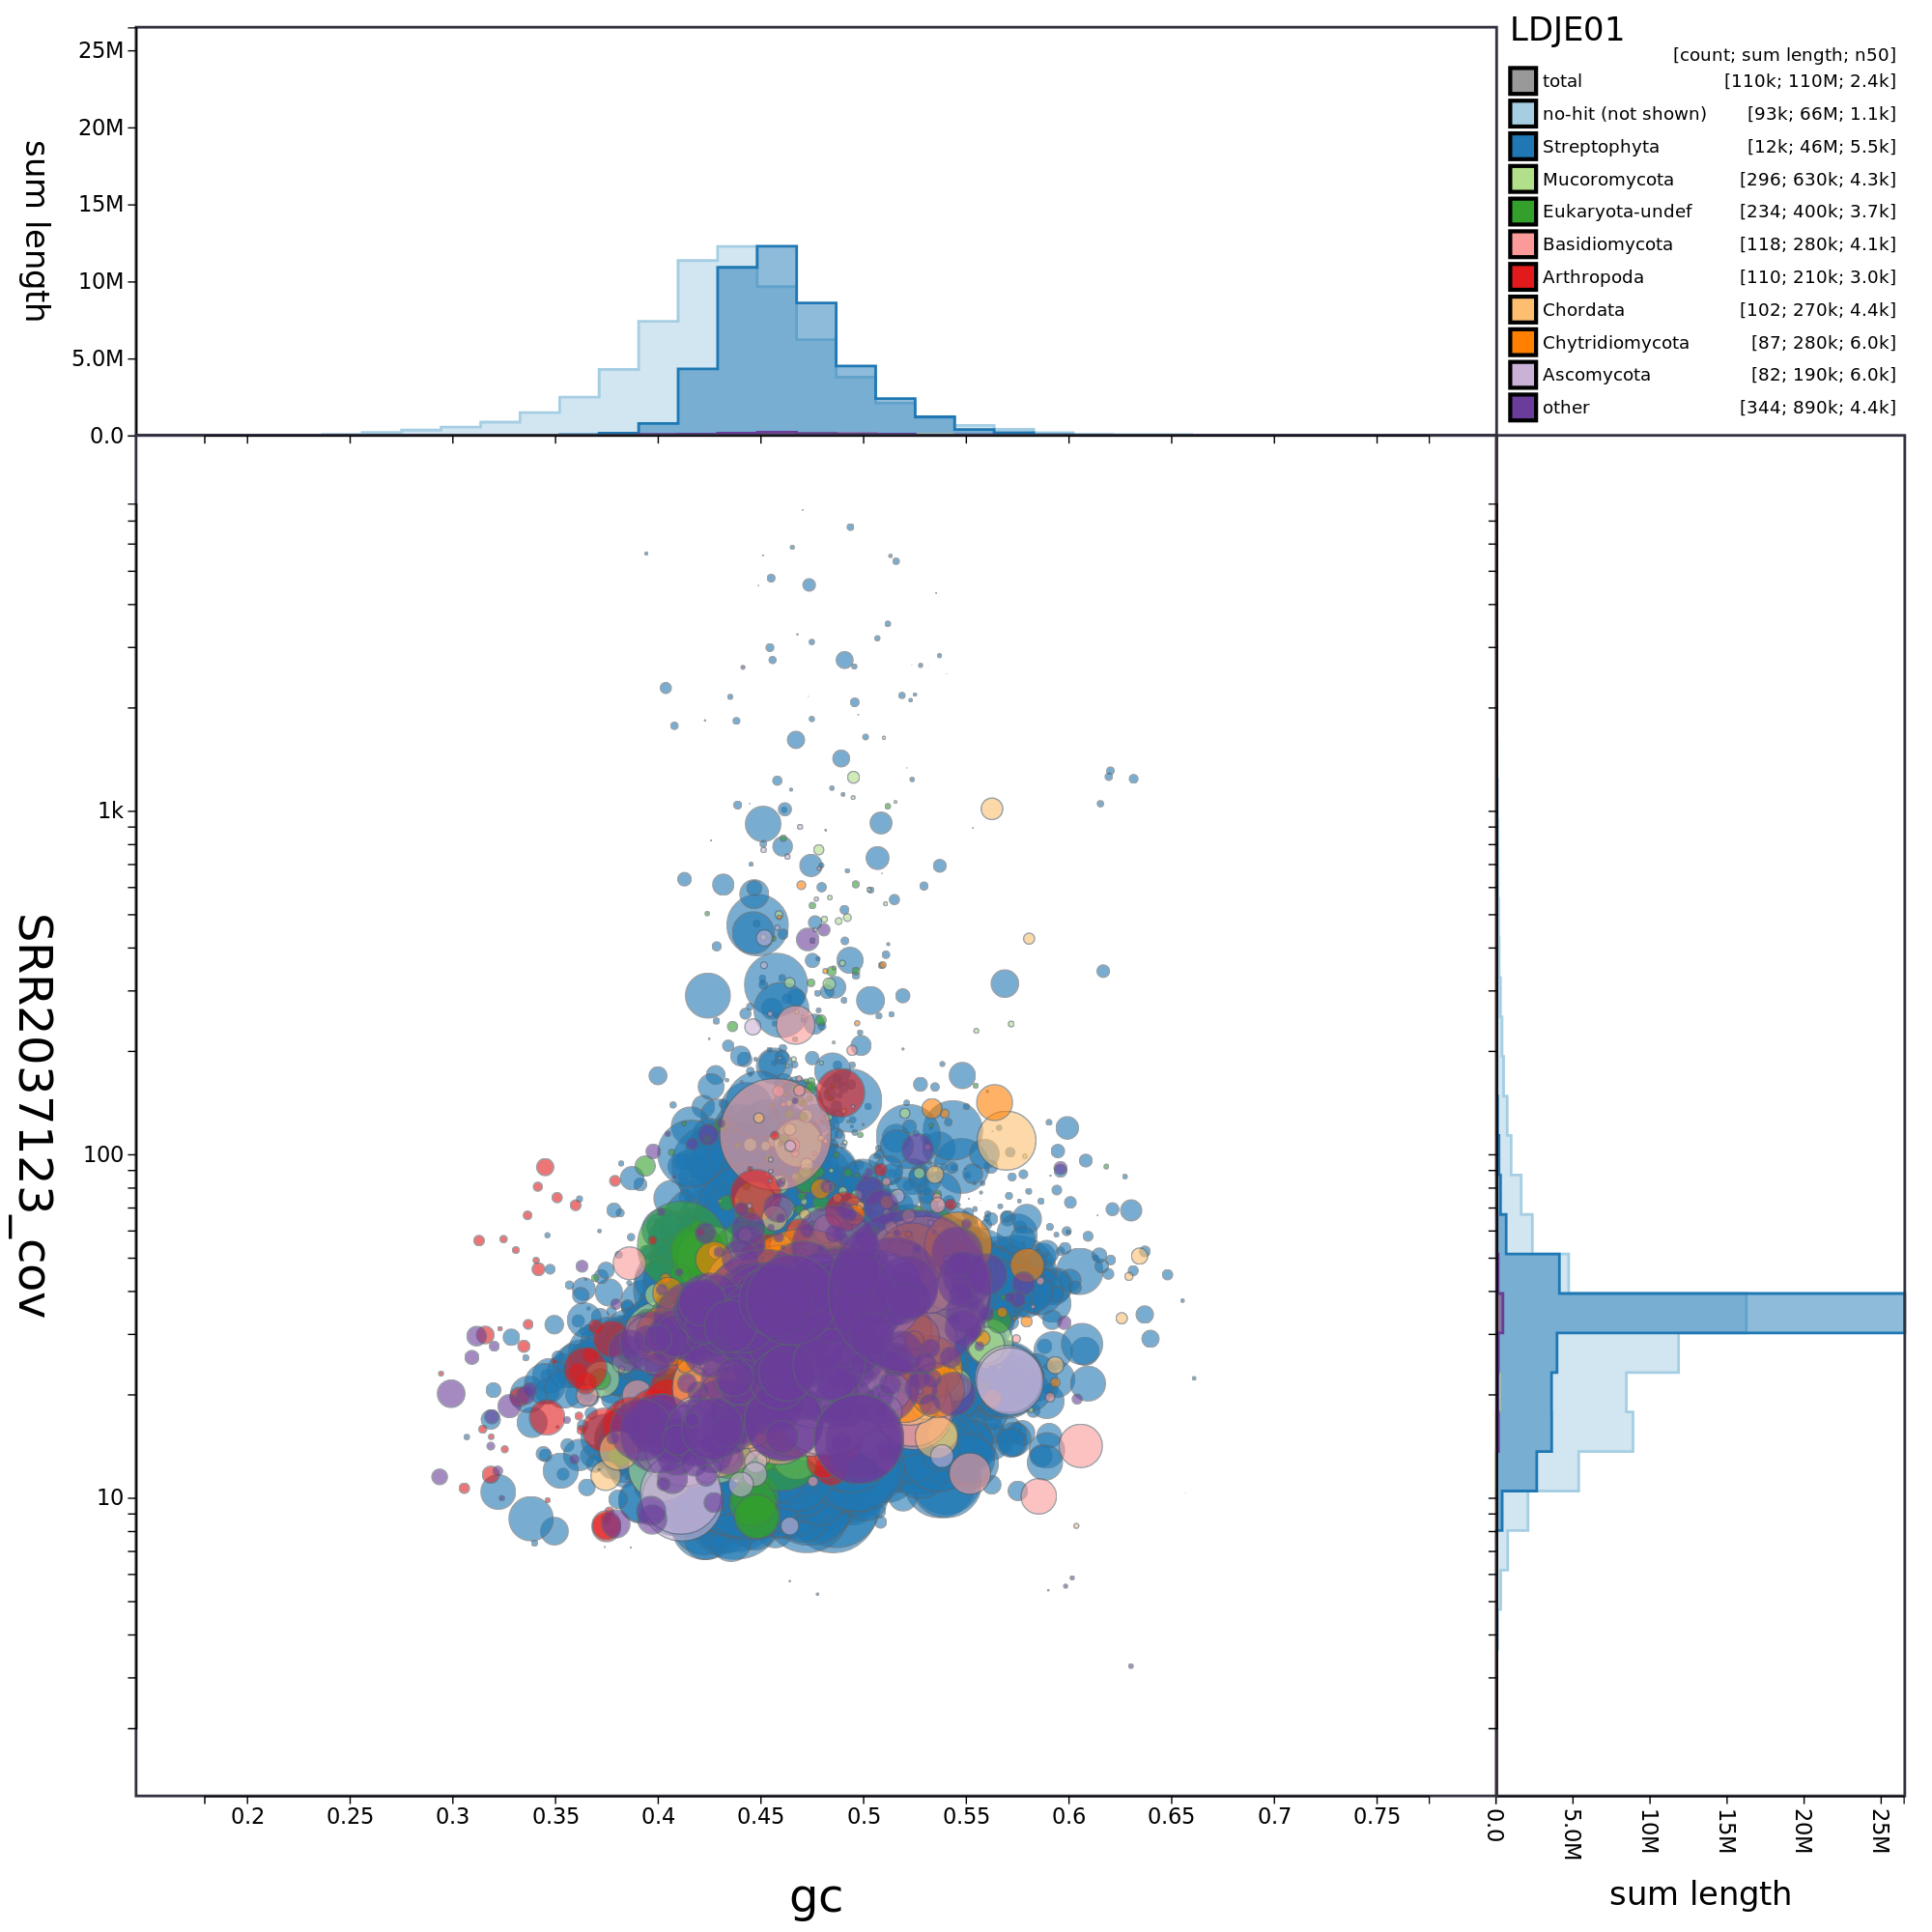 LDJE01
[count; sum length; n50]
total [110k; 110M; 2.4k]
no-hit (not shown) [93k; 66M; 1.1k]
Streptophyta [12k; 46M; 5.5k]
Mucoromycota [296; 630k; 4.3k]
Eukaryota-undef [234; 400k; 3.7k]
Basidiomycota [118; 280k; 4.1k]
Arthropoda [110; 210k; 3.0k]
Chordata [102; 270k; 4.4k]
Chytridiomycota [87; 280k; 6.0k]
Ascomycota [82; 190k; 6.0k]
other [344; 890k; 4.4k]
sum length
25M
20M
15M
10M
5.0M
0.0
SRR2037123_cov
1k
100
10
0.2 0.25 0.3 0.35 0.4 0.45 0.5 0.55 0.6 0.65 0.7 0.75
gc
0.0 5.0M 10M 15M 20M 25M
sum length